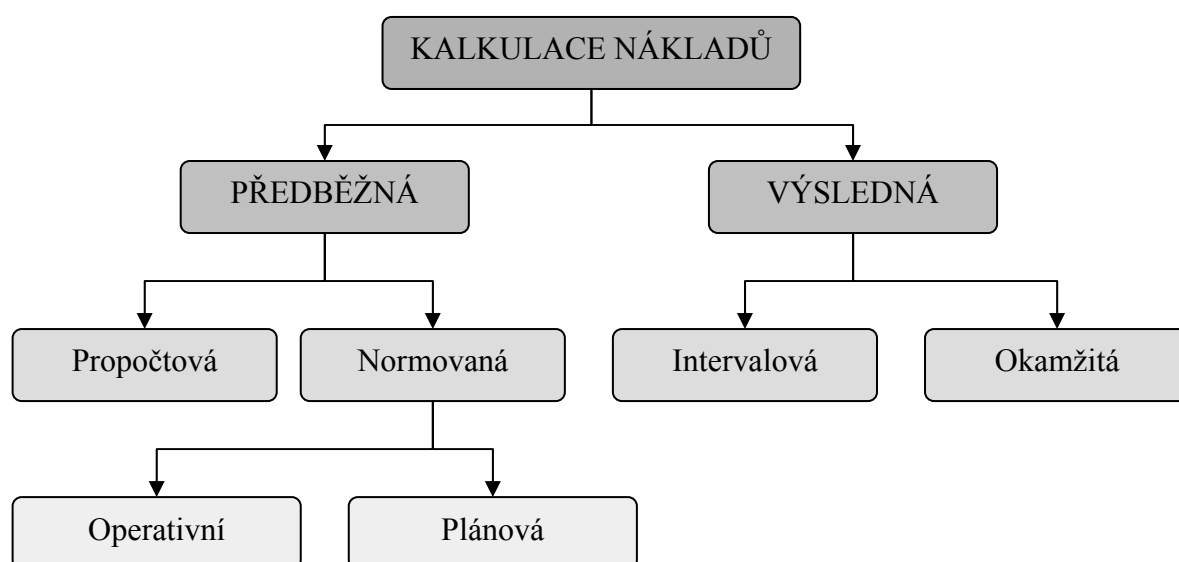 KALKULACE NÁKLADŮ
PŘEDBĚŽNÁ
VÝSLEDNÁ
Propočtová
Normovaná
Intervalová
Okamžitá
Operativní
Plánová